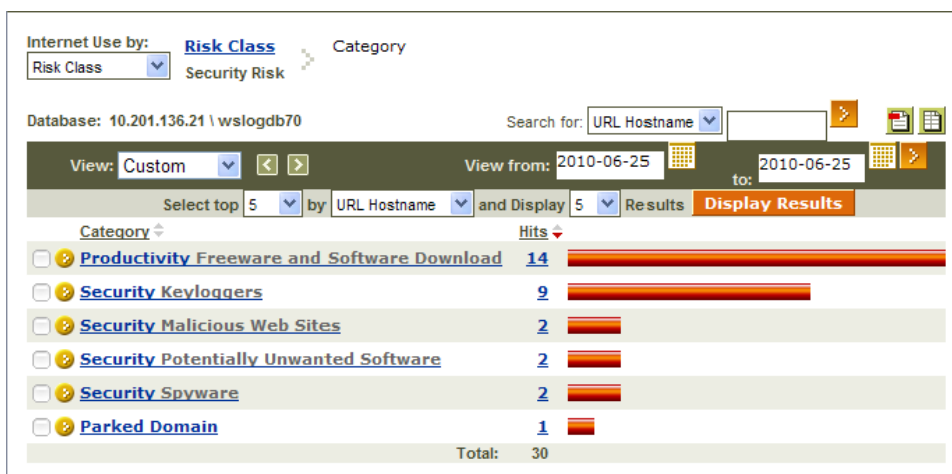 Internet Use by:
Risk Class
Risk Class
Security Risk
Category
Database: 10.201.136.21 \ wslogdb70
Search for: URL Hostname
View: Custom
View from: 2010-06-25
to: 2010-06-25
Select top 5 by URL Hostname and Display 5 Results Display Results
Category Hits
Productivity Freeware and Software Download 14
Security Keyloggers 9
Security Malicious Web Sites 2
Security Potentially Unwanted Software 2
Security Spyware 2
Parked Domain 1
Total: 30